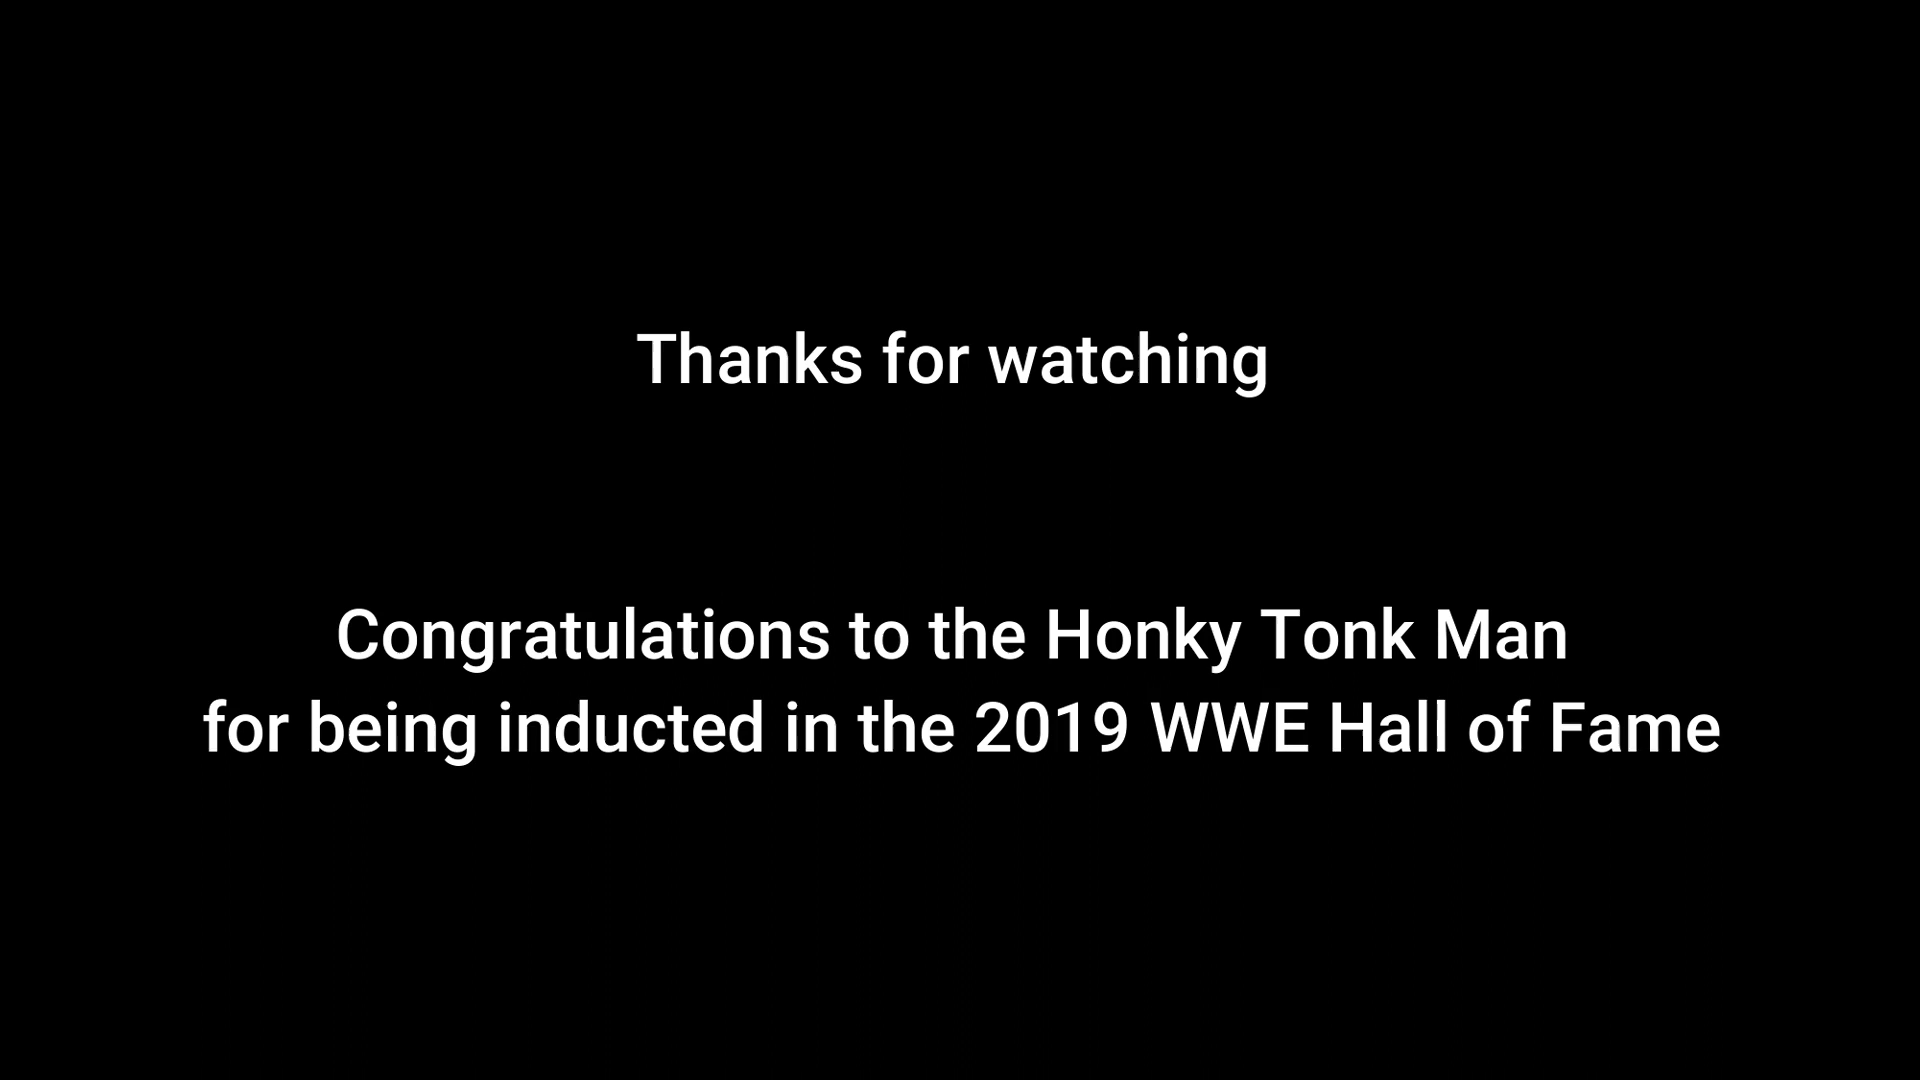 Thanks for watching
Congratulations to the Honky Tonk Man
for being inducted in the 2019 WWE Hall of Fame